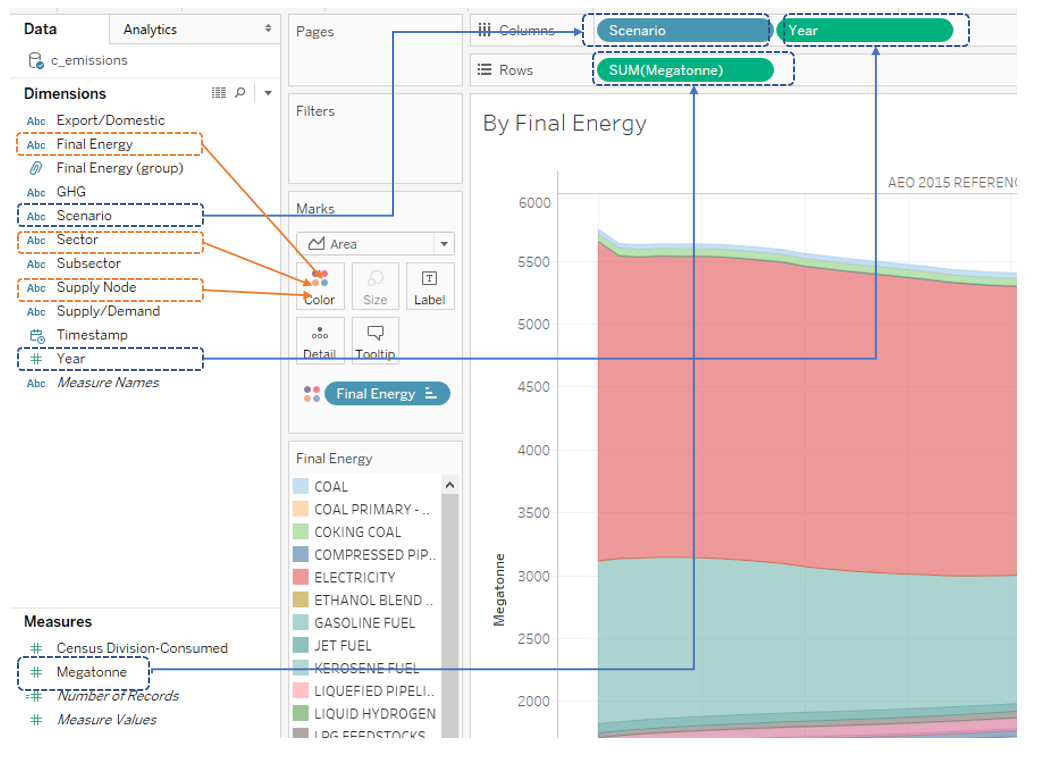 Data
Analytics
c_emissions
Dimensions
Abc Export/Domestic
Abc Final Energy
Final Energy (group)
Abc GHG
Abc Scenario
Abc Sector
Abc Subsector
Abc Supply Node
Abc Supply/Demand
Timestamp
# Year
Abc Measure Names
Measures
# Census Division-Consumed
# Megatonne
=# Number of Records
# Measure Values
Pages
Filters
Marks
Area
Color
Size
Label
Detail
Tooltip
Final Energy
Final Energy
COAL
COAL PRIMARY - ..
COKING COAL
COMPRESSED PIP..
ELECTRICITY
ETHANOL BLEND ..
GASOLINE FUEL
JET FUEL
KEROSENE FUEL
LIQUEFIED PIPELI..
LIQUID HYDROGEN
LPG FEEDSTOCKS
Columns
Scenario
Year
Rows
SUM(Megatonne)
By Final Energy
AEO 2015 REFERENC
6000
5500
5000
4500
4000
3500
3000
2500
2000
Megatonne